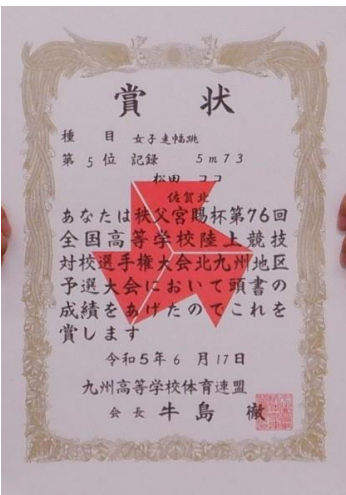 賞状
種目 女子走幅跳
第5位 記録 5m73
松田 ココ
佐賀北
あなたは秩父宮賜杯第76回
全国高等学校陸上競技
対校選手権大会北九州地区
予選大会において頭書の
成績をあげたのでこれを
賞します
令和5年6月17日
九州高等学校体育連盟
会長 牛島 徹